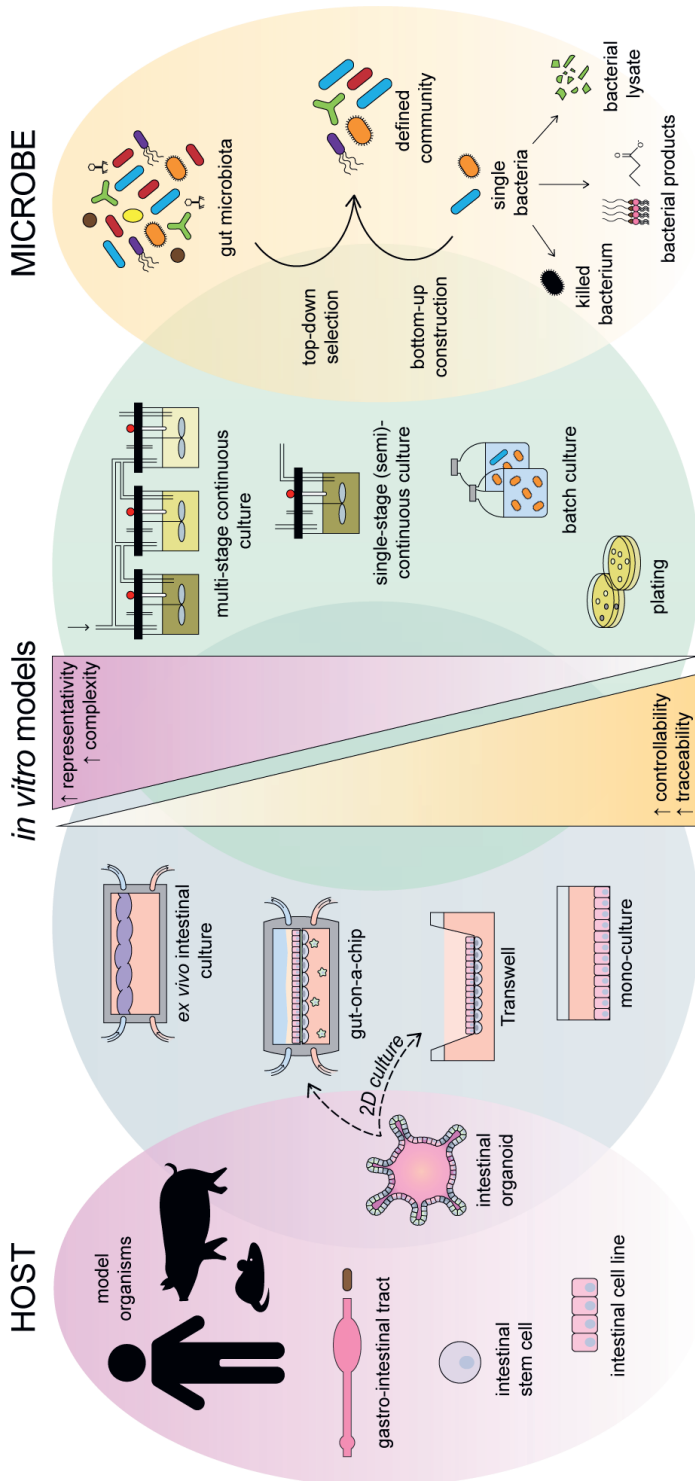 HOST
in vitro models
MICROBE
model
organisms
gastro-intestinal tract
intestinal
stem cell
intestinal cell line
intestinal
organoid
2D culture
ex vivo intestinal
culture
gut-on-a-chip
Transwell
mono-culture
↑ representativity
↑ complexity
↑ controllability
↑ traceability
multi-stage continuous
culture
single-stage (semi)-
continuous culture
batch culture
plating
top-down
selection
bottom-up
construction
gut microbiota
defined
community
single
bacteria
killed
bacterium
bacterial products
bacterial
lysate